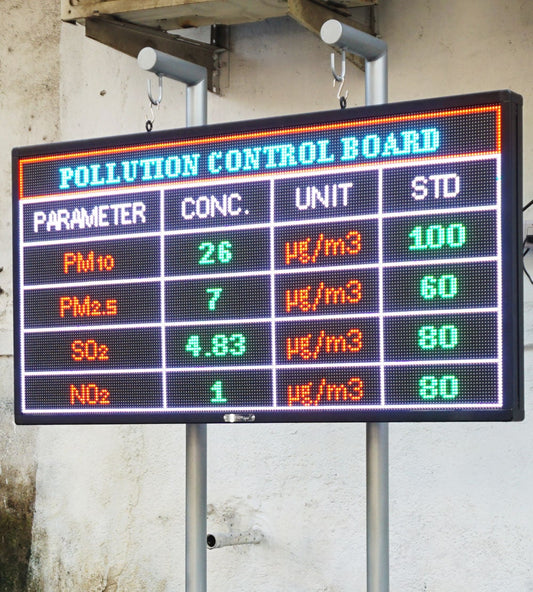 POLLUTION CONTROL BOARD
PARAMETER CONC. UNIT STD
PM10 26 µg/m3 100
PM2.5 7 µg/m3 60
SO2 4.83 µg/m3 80
NO2 1 µg/m3 80